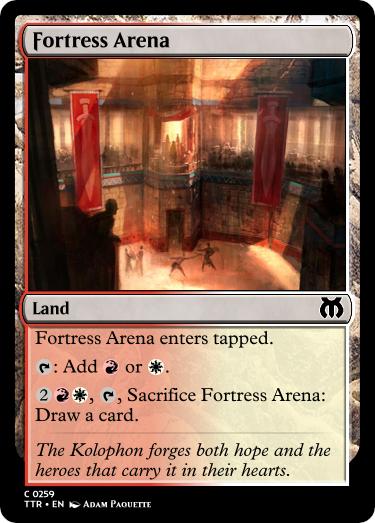 Fortress Arena
Land
Fortress Arena enters tapped.
: Add or .
2 , , Sacrifice Fortress Arena:
Draw a card.
The Kolophon forges both hope and the
heroes that carry it in their hearts.
C 0259
TTR • EN Adam Paquette